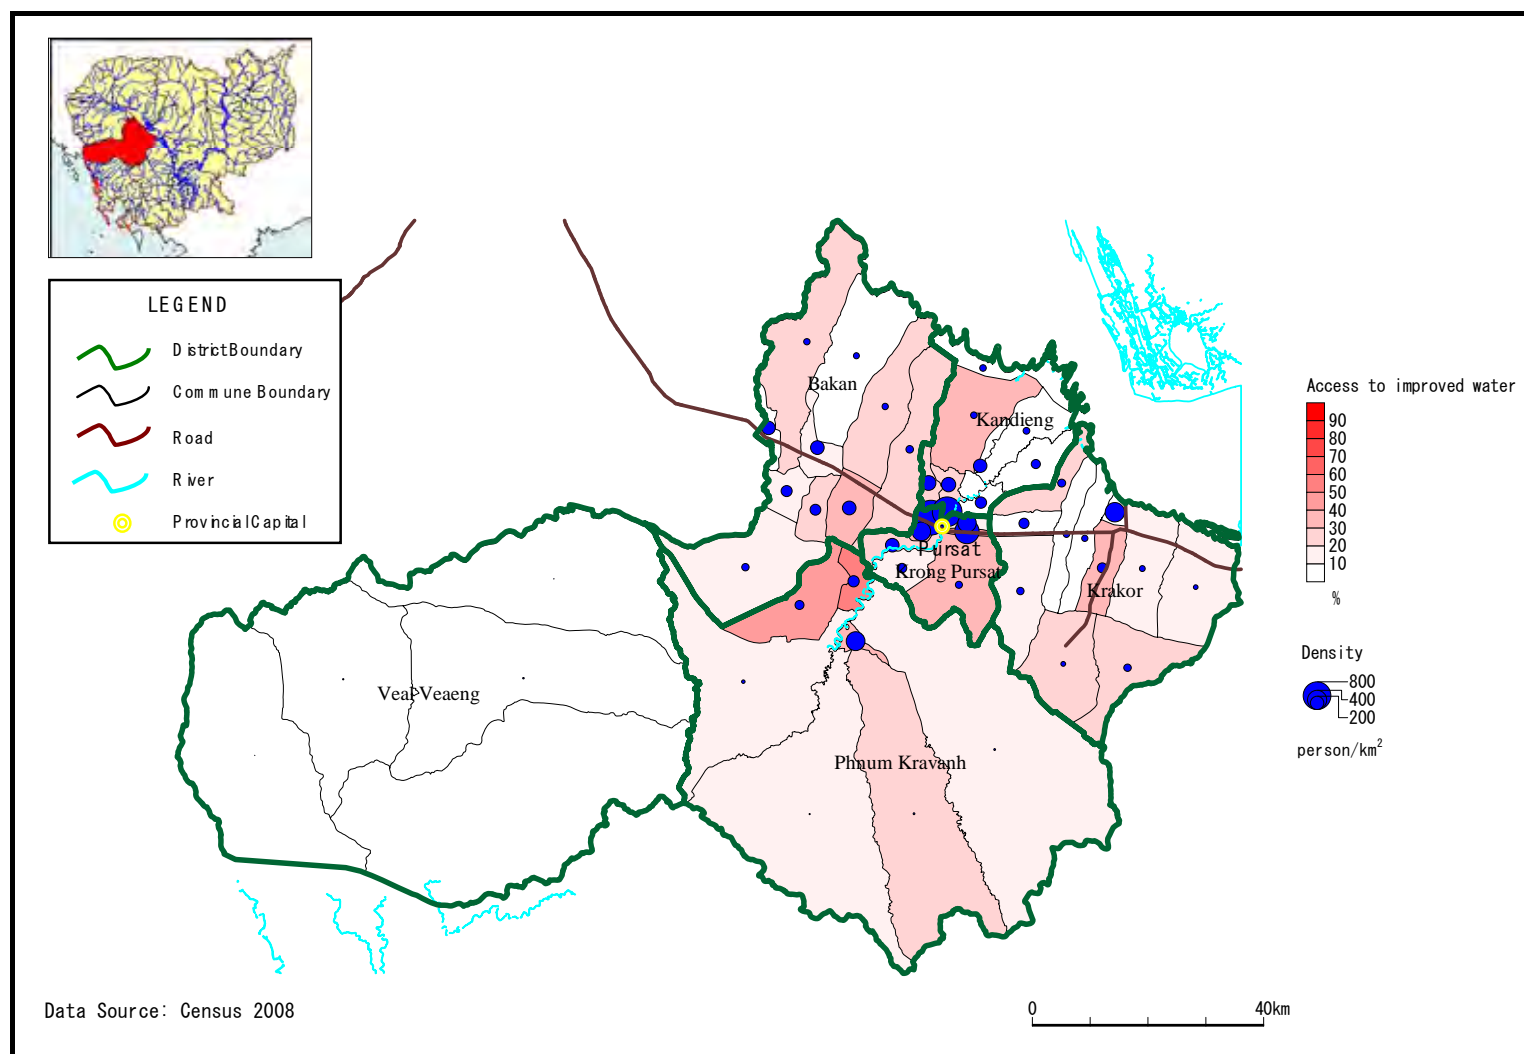 LEGEND
District Boundary
Commune Boundary
Road
River
Provincial Capital
Bakan
Kandieng
Pursat
Krong Pursat
Krakor
Veal Veaeng
Phnum Kravanh
Access to improved water
90
80
70
60
50
40
30
20
10
%
Density
800
400
200
person/km²
Data Source: Census 2008
0 40km